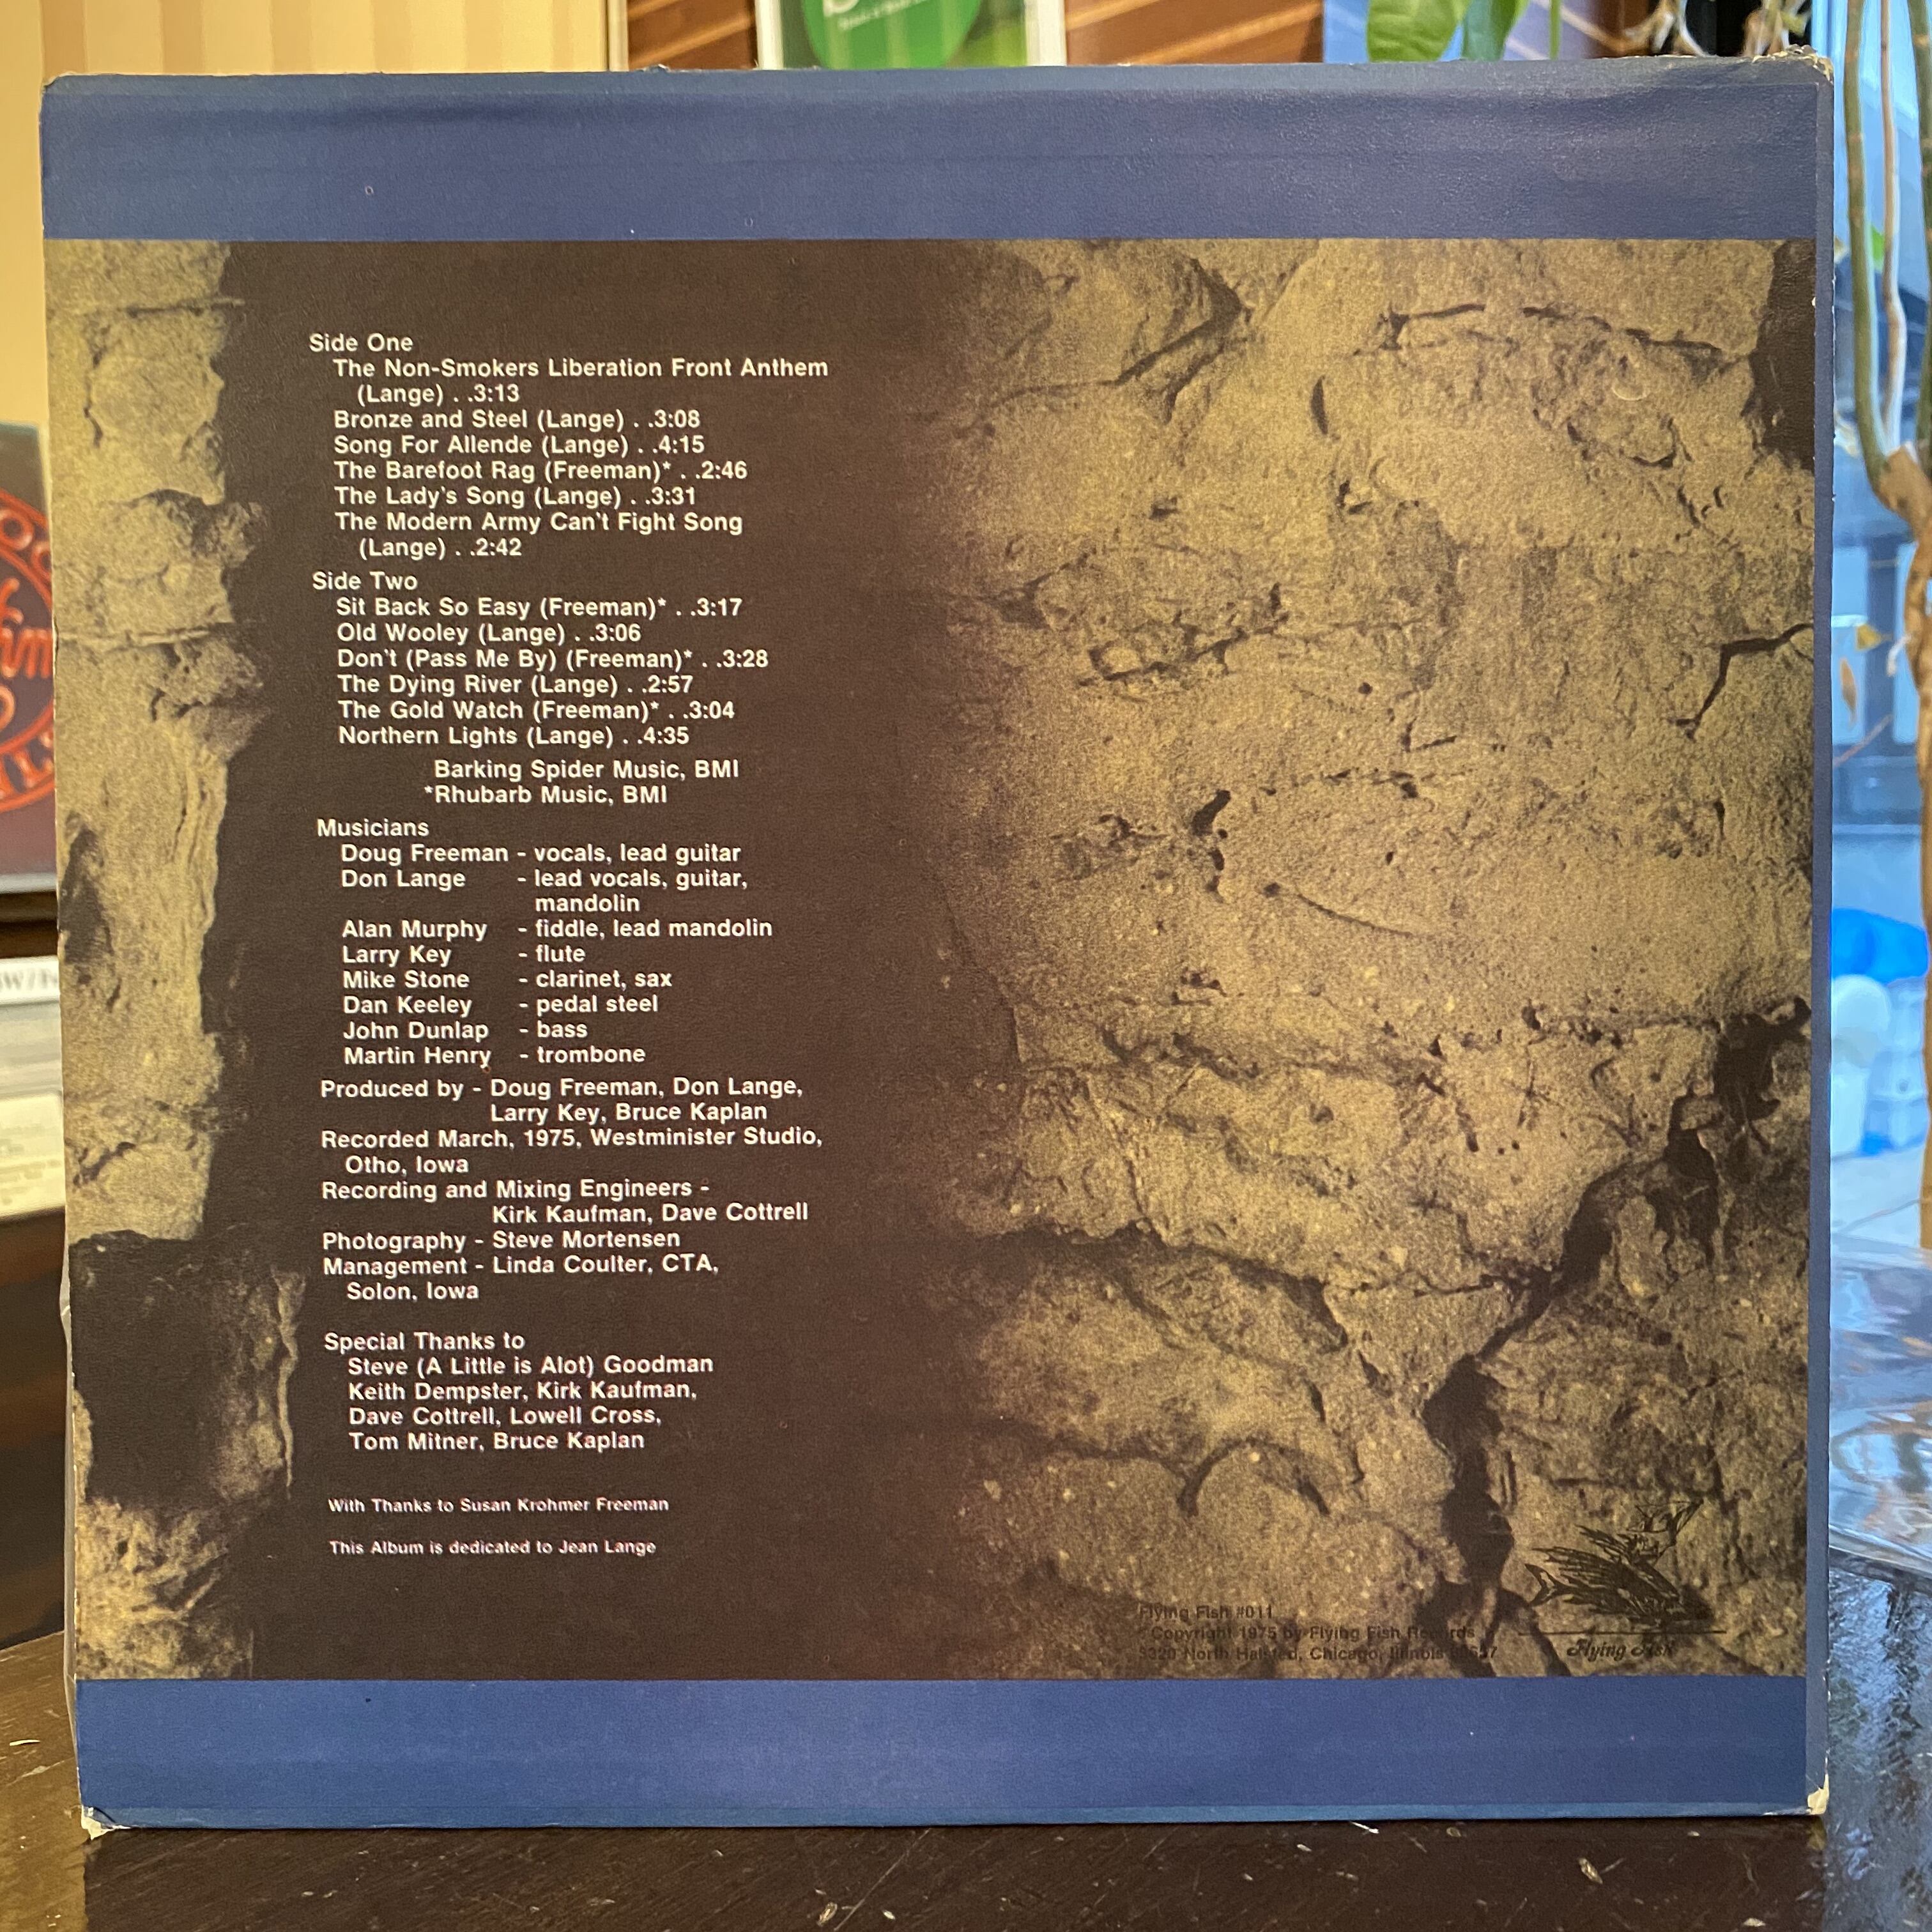 Side One
The Non-Smokers Liberation Front Anthem
(Lange) . .3:13
Bronze and Steel (Lange) . .3:08
Song For Allende (Lange) . .4:15
The Barefoot Rag (Freeman)* . .2:46
The Lady's Song (Lange) . .3:31
The Modern Army Can't Fight Song
(Lange) . .2:42
Side Two
Sit Back So Easy (Freeman)* . .3:17
Old Wooley (Lange) . .3:06
Don't (Pass Me By) (Freeman)* . .3:28
The Dying River (Lange) . .2:57
The Gold Watch (Freeman)* . .3:04
Northern Lights (Lange) . .4:35
Barking Spider Music, BMI
*Rhubarb Music, BMI
Musicians
Doug Freeman - vocals, lead guitar
Don Lange - lead vocals, guitar,
mandolin
Alan Murphy - fiddle, lead mandolin
Larry Key - flute
Mike Stone - clarinet, sax
Dan Keeley - pedal steel
John Dunlap - bass
Martin Henry - trombone
Produced by - Doug Freeman, Don Lange,
Larry Key, Bruce Kaplan
Recorded March, 1975, Westminister Studio,
Otho, Iowa
Recording and Mixing Engineers -
Kirk Kaufman, Dave Cottrell
Photography - Steve Mortensen
Management - Linda Coulter, CTA,
Solon, Iowa
Special Thanks to
Steve (A Little is Alot) Goodman
Keith Dempster, Kirk Kaufman,
Dave Cottrell, Lowell Cross,
Tom Mitner, Bruce Kaplan
With Thanks to Susan Krohmer Freeman
This Album is dedicated to Jean Lange
Flying Fish #011
Copyright 1975 by Flying Fish Records
3320 North Halsted, Chicago, Illinois
Flying Fish